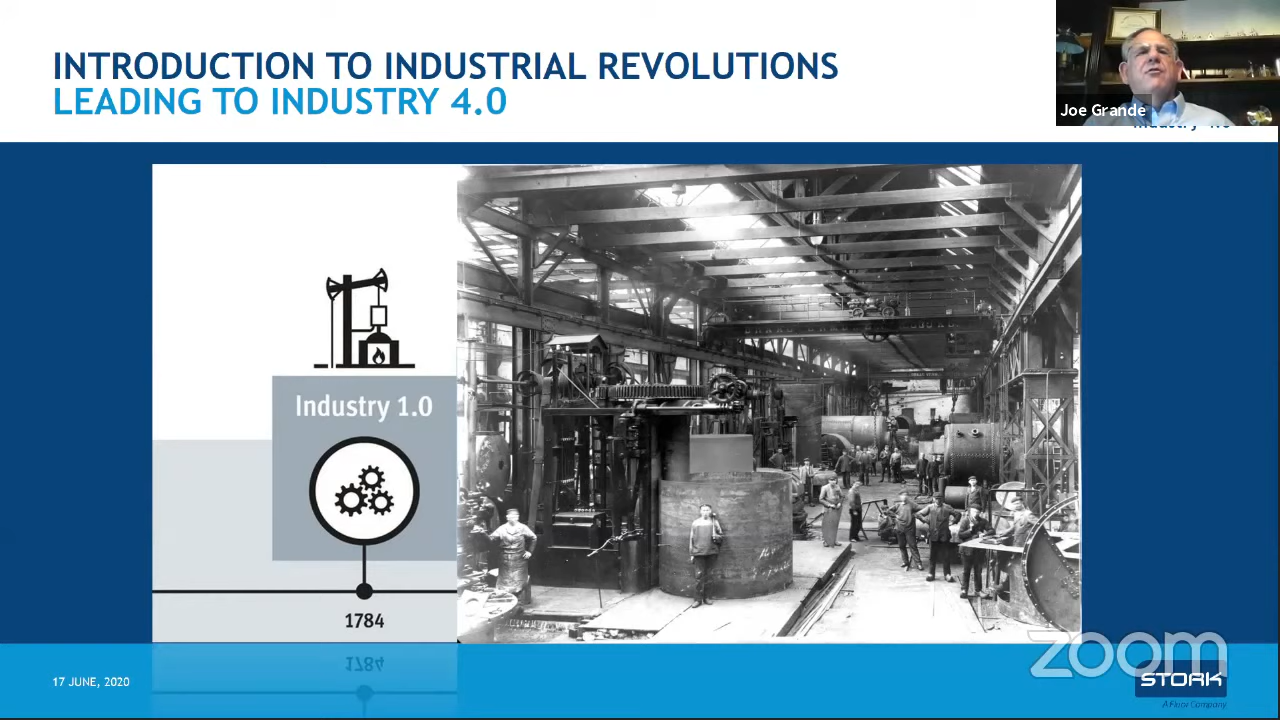 INTRODUCTION TO INDUSTRIAL REVOLUTIONS
LEADING TO INDUSTRY 4.0
Joe Grande
Industry 1.0
1784
1784
17 JUNE, 2020
zoom
STORK
A Fluor Company